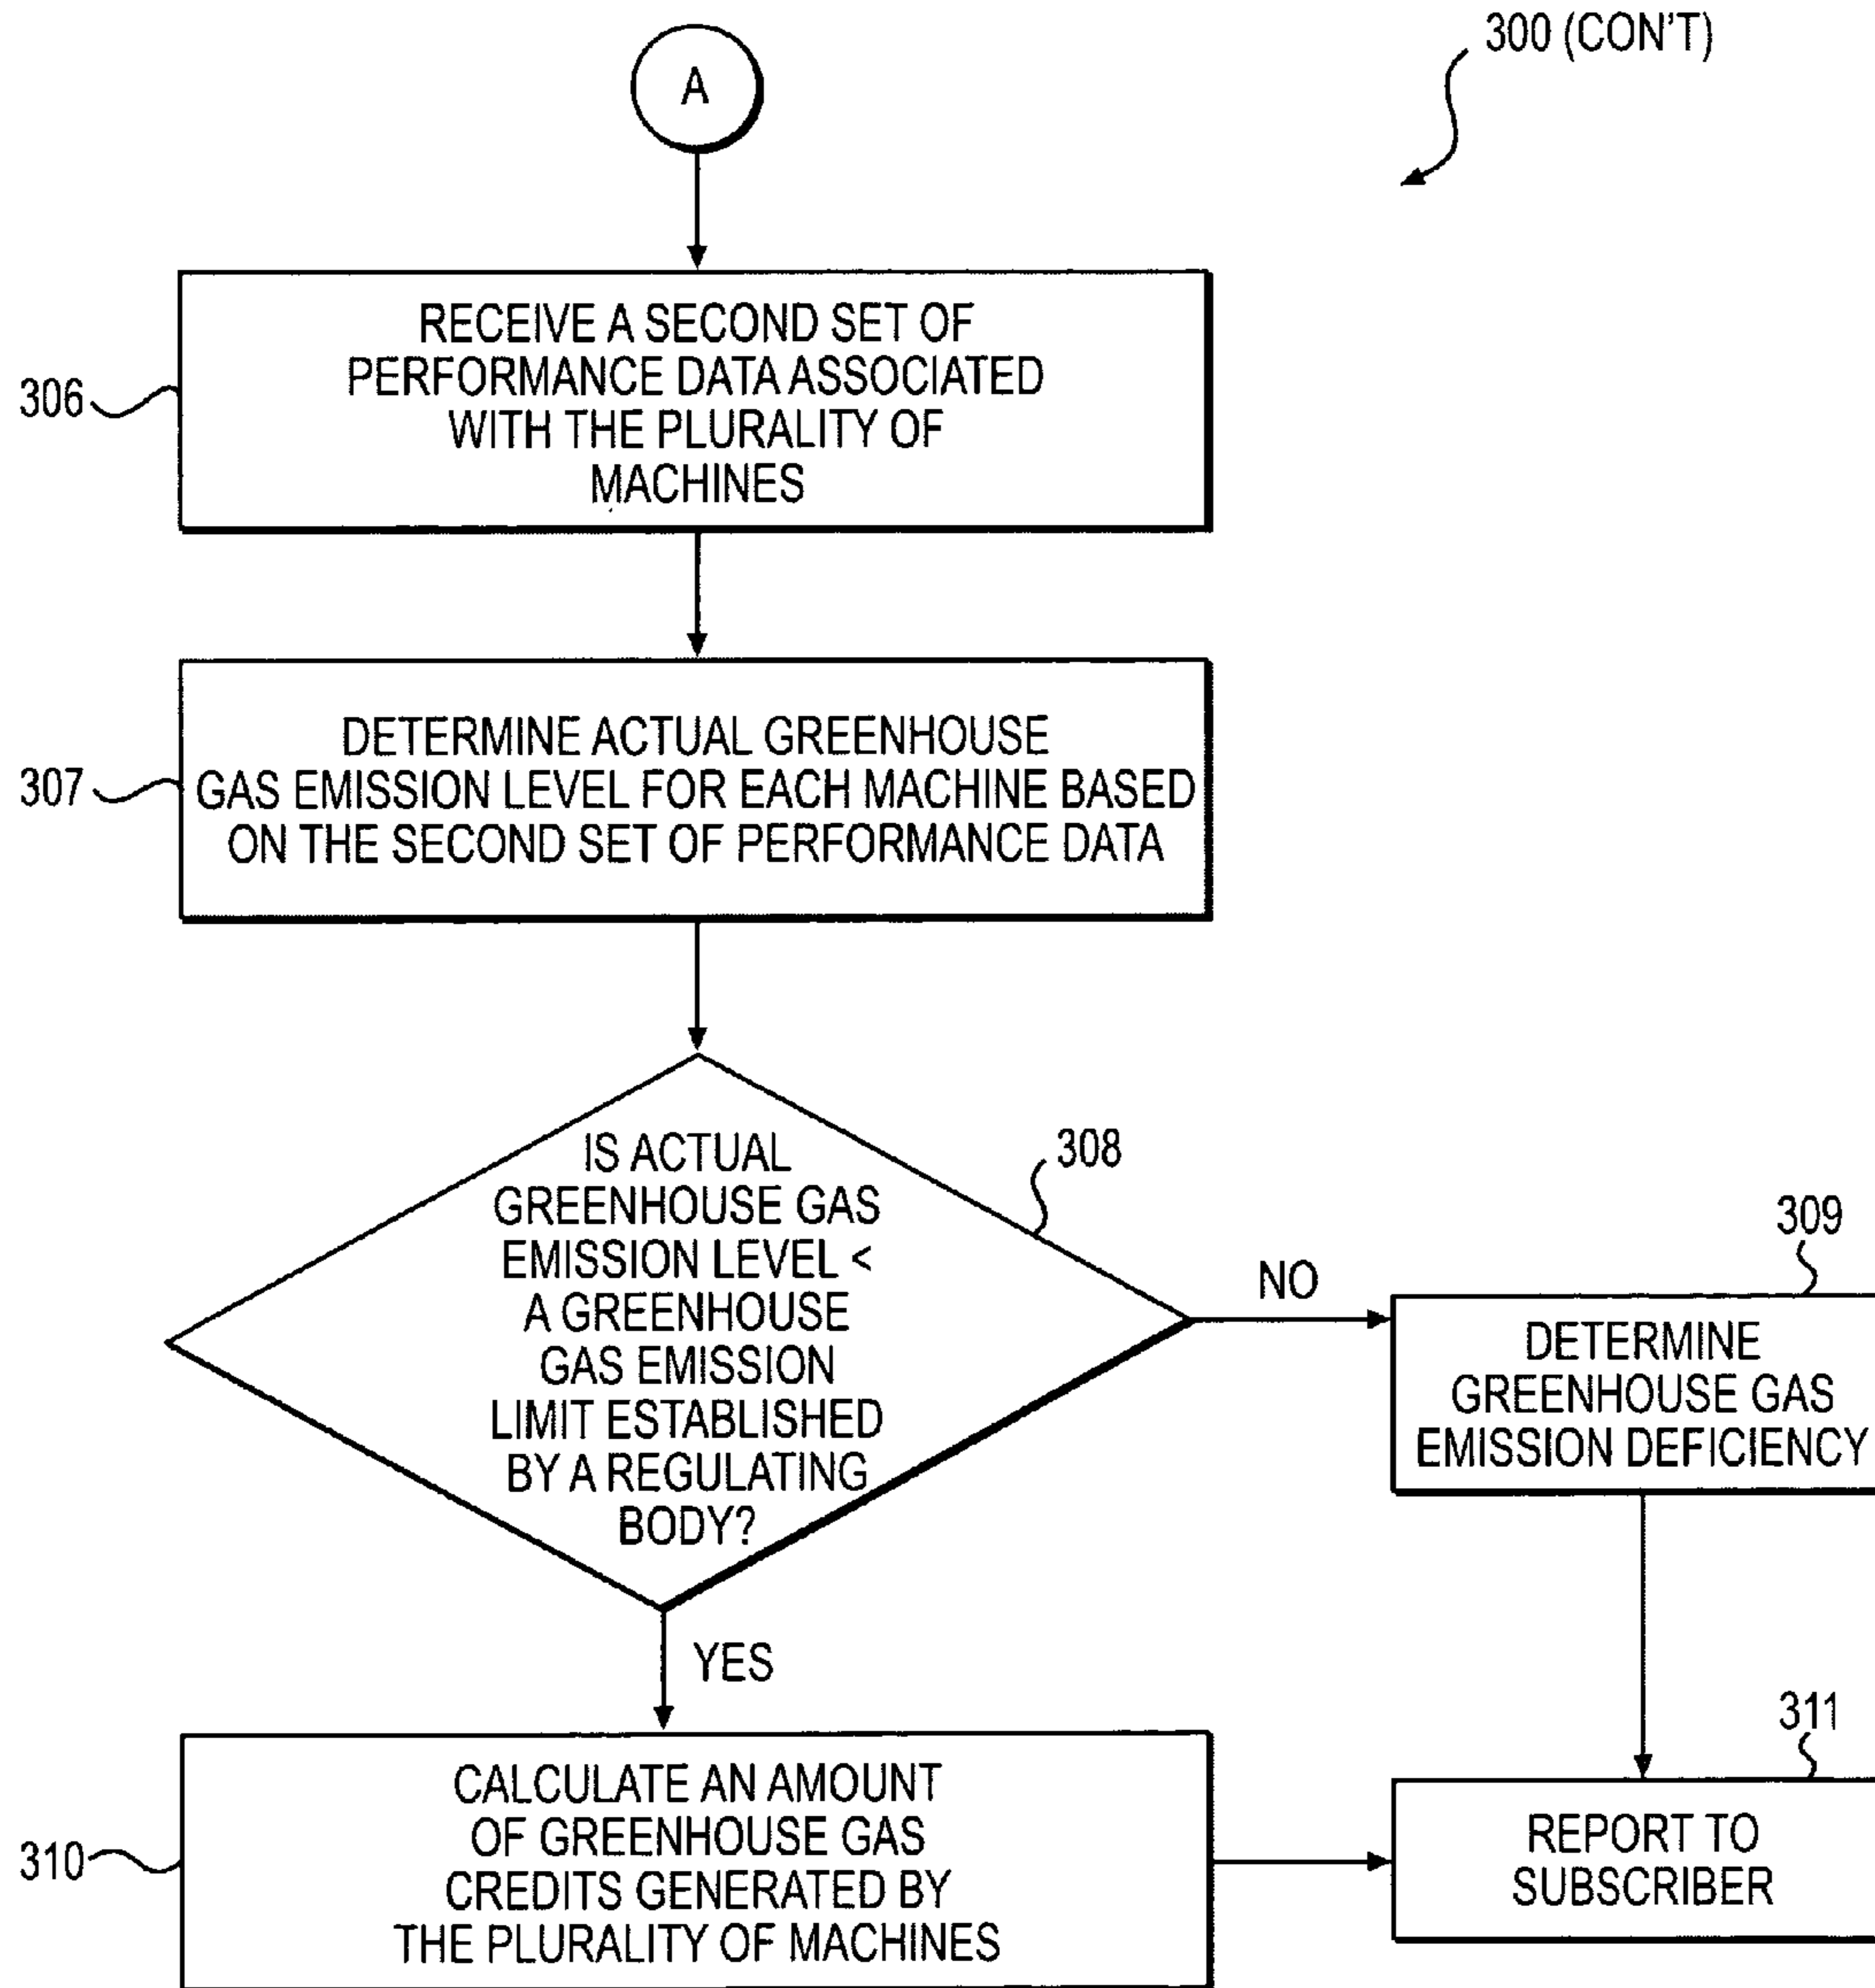 300 (CON'T)
A
306
RECEIVE A SECOND SET OF
PERFORMANCE DATA ASSOCIATED
WITH THE PLURALITY OF
MACHINES
307
DETERMINE ACTUAL GREENHOUSE
GAS EMISSION LEVEL FOR EACH MACHINE BASED
ON THE SECOND SET OF PERFORMANCE DATA
308
IS ACTUAL
GREENHOUSE GAS
EMISSION LEVEL <
A GREENHOUSE
GAS EMISSION
LIMIT ESTABLISHED
BY A REGULATING
BODY?
NO
309
DETERMINE
GREENHOUSE GAS
EMISSION DEFICIENCY
YES
310
CALCULATE AN AMOUNT
OF GREENHOUSE GAS
CREDITS GENERATED BY
THE PLURALITY OF MACHINES
311
REPORT TO
SUBSCRIBER